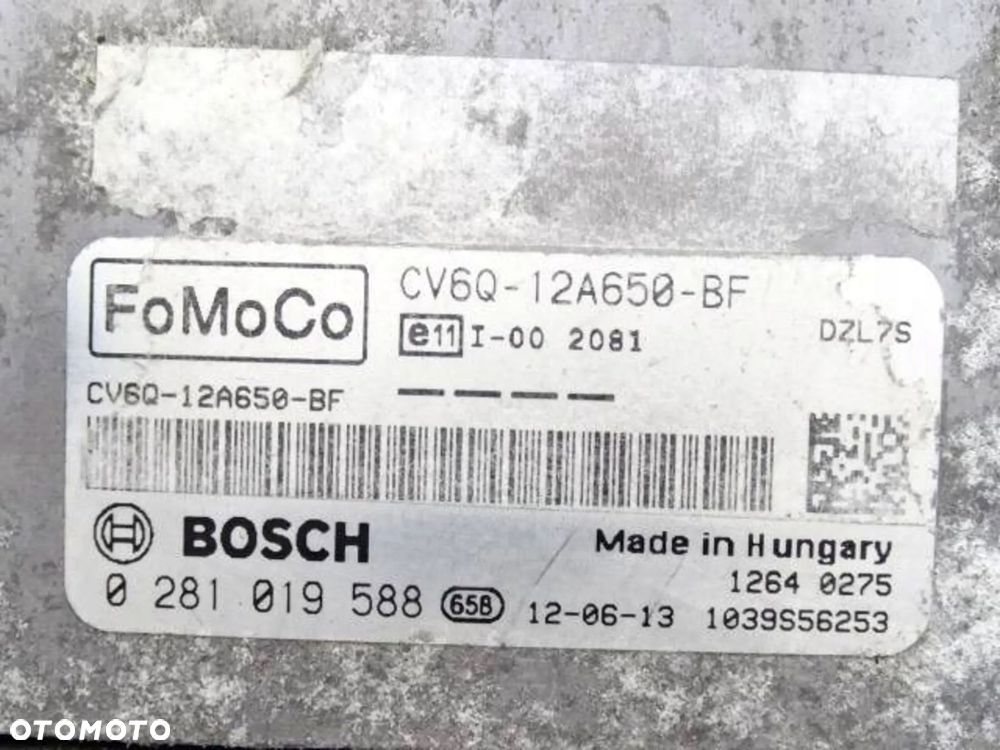 FoMoCo
CV6Q-12A650-BF
e11 I-00 2081
DZL7S
CV6Q-12A650-BF
BOSCH
Made in Hungary
1264 0275
0 281 019 588 65B 12-06-13 1039S56253
OTOMOTO